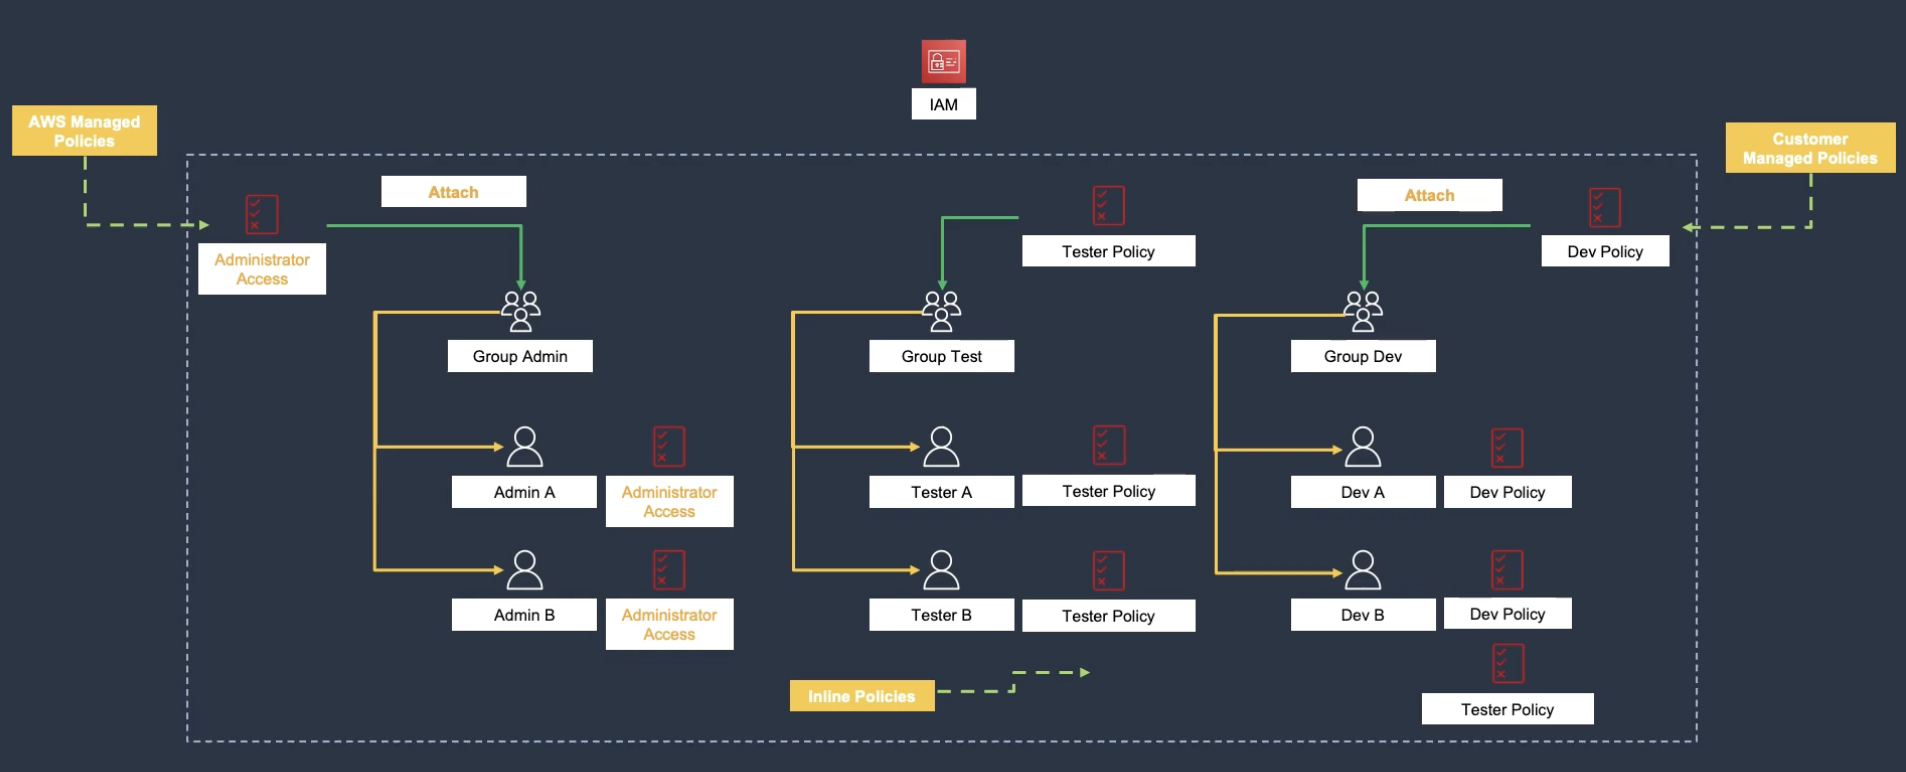 IAM
AWS Managed
Policies
Customer
Managed Policies
Attach
Attach
Administrator
Access
Tester Policy
Dev Policy
Group Admin
Group Test
Group Dev
Admin A
Administrator
Access
Tester A
Tester Policy
Dev A
Dev Policy
Admin B
Administrator
Access
Tester B
Tester Policy
Dev B
Dev Policy
Inline Policies
Tester Policy